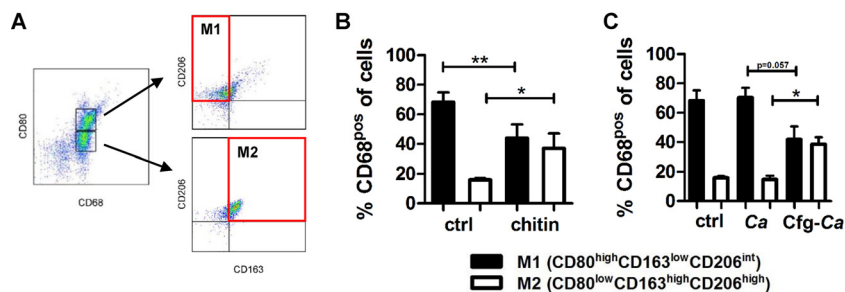 A
CD80
CD68
M1
CD206
M2
CD206
CD163
B
% CD68pos of cells
100
80
60
40
20
0
**
*
ctrl
chitin
C
% CD68pos of cells
100
80
60
40
20
0
p=0.057
*
ctrl
Ca
Cfg-Ca
M1 (CD80highCD163lowCD206int)
M2 (CD80lowCD163highCD206high)